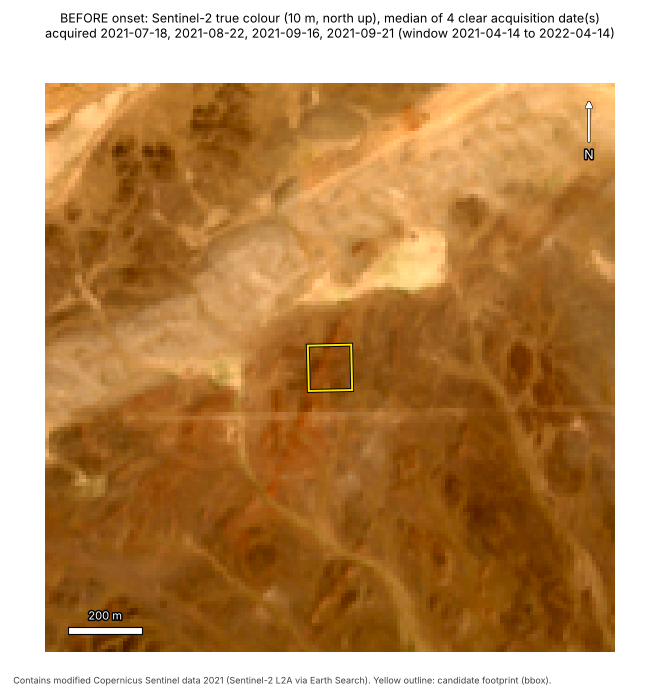 BEFORE onset: Sentinel-2 true colour (10 m, north up), median of 4 clear acquisition date(s)
acquired 2021-07-18, 2021-08-22, 2021-09-16, 2021-09-21 (window 2021-04-14 to 2022-04-14)
N
200 m
Contains modified Copernicus Sentinel data 2021 (Sentinel-2 L2A via Earth Search). Yellow outline: candidate footprint (bbox).